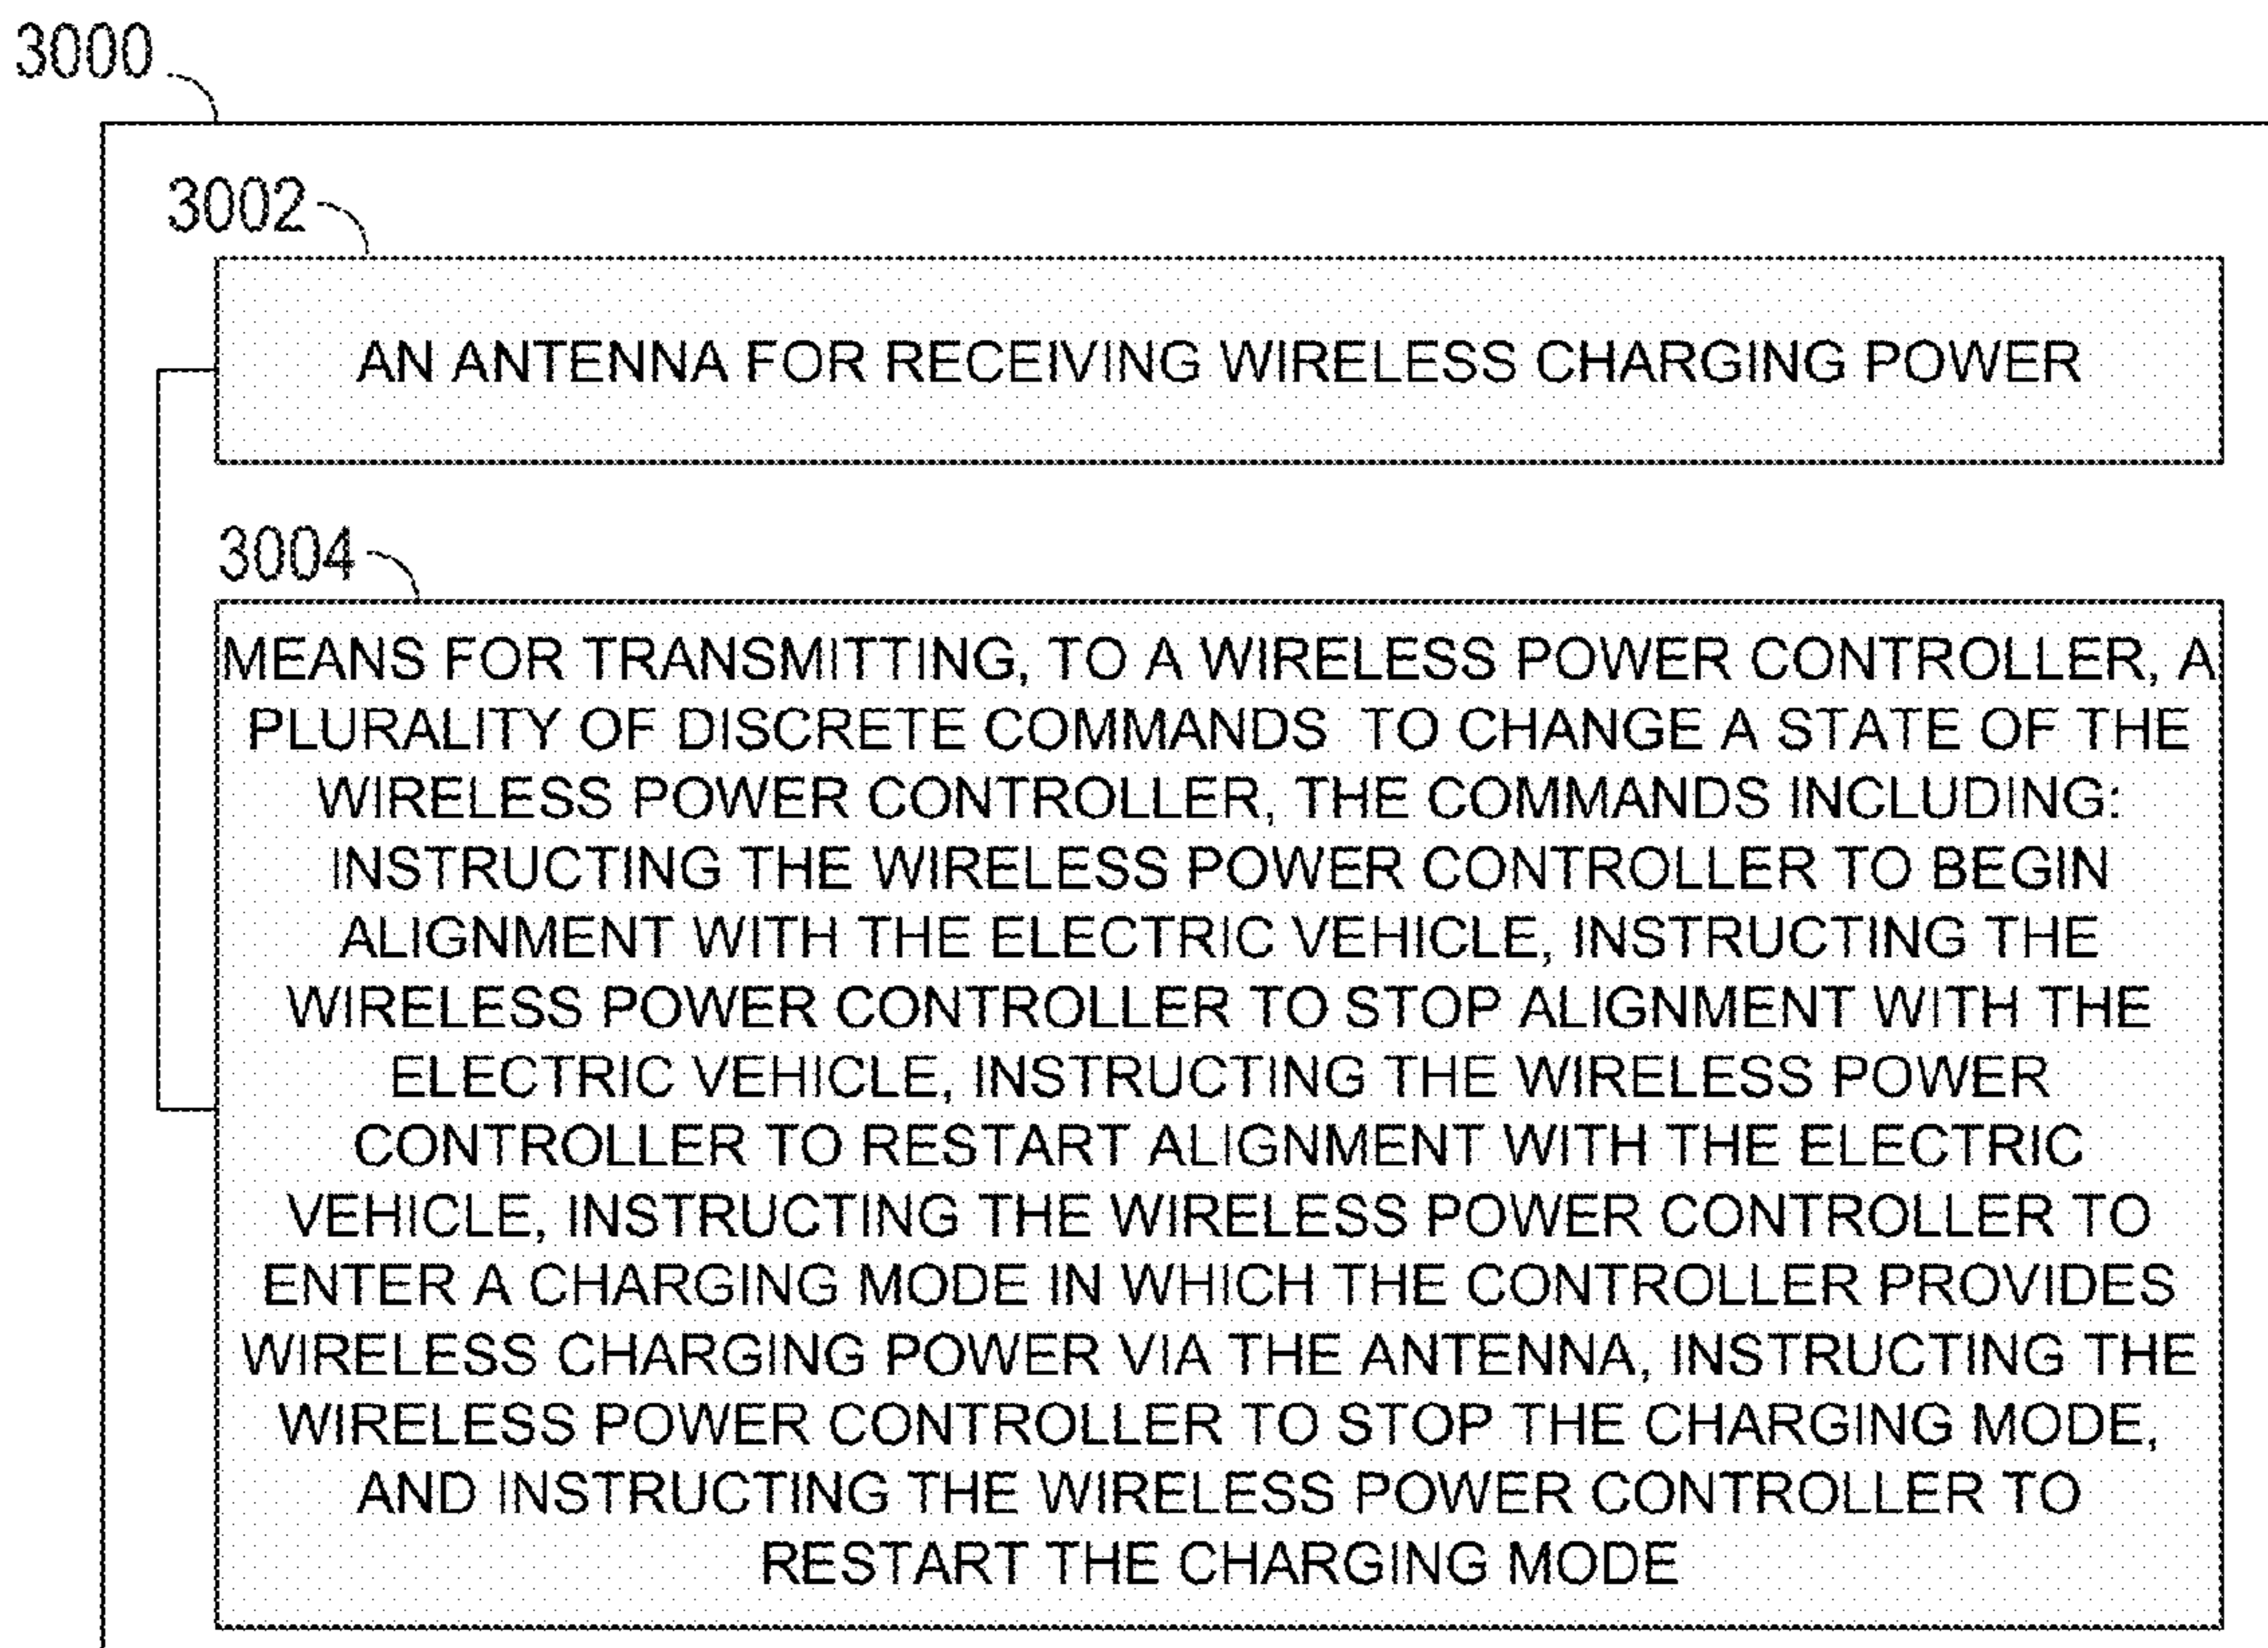 3000
3002
AN ANTENNA FOR RECEIVING WIRELESS CHARGING POWER
3004
MEANS FOR TRANSMITTING, TO A WIRELESS POWER CONTROLLER, A
PLURALITY OF DISCRETE COMMANDS TO CHANGE A STATE OF THE
WIRELESS POWER CONTROLLER, THE COMMANDS INCLUDING:
INSTRUCTING THE WIRELESS POWER CONTROLLER TO BEGIN
ALIGNMENT WITH THE ELECTRIC VEHICLE, INSTRUCTING THE
WIRELESS POWER CONTROLLER TO STOP ALIGNMENT WITH THE
ELECTRIC VEHICLE, INSTRUCTING THE WIRELESS POWER
CONTROLLER TO RESTART ALIGNMENT WITH THE ELECTRIC
VEHICLE, INSTRUCTING THE WIRELESS POWER CONTROLLER TO
ENTER A CHARGING MODE IN WHICH THE CONTROLLER PROVIDES
WIRELESS CHARGING POWER VIA THE ANTENNA, INSTRUCTING THE
WIRELESS POWER CONTROLLER TO STOP THE CHARGING MODE,
AND INSTRUCTING THE WIRELESS POWER CONTROLLER TO
RESTART THE CHARGING MODE